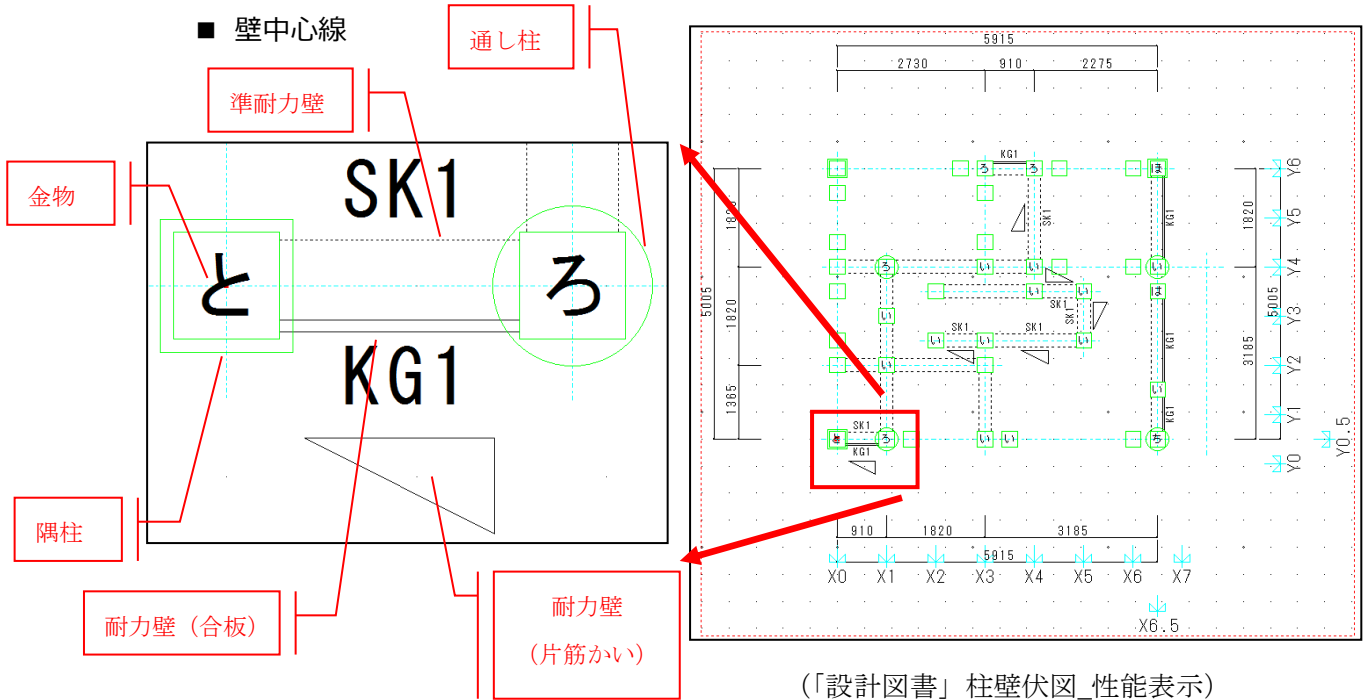 ■ 壁中心線
通し柱
準耐力壁
金物
隅柱
耐力壁（合板）
耐力壁
（片筋かい）
SK1
と
ろ
KG1
5915
2730 910 2275
KG1
ろ ろ ほ
1820 SK1 KG1 1820
ろ い い い
い い は
SK1
SK1
5005 1820 い KG1 5005
SK1 SK1
い い い
い い 3185
1365 い KG1
SK1
と ろ い い ち
KG1
Y6
Y5
Y4
Y3
Y2
Y1
Y0
Y0.5
910 1820 3185
5915
X0 X1 X2 X3 X4 X5 X6 X7
X6.5
（「設計図書」柱壁伏図_性能表示）